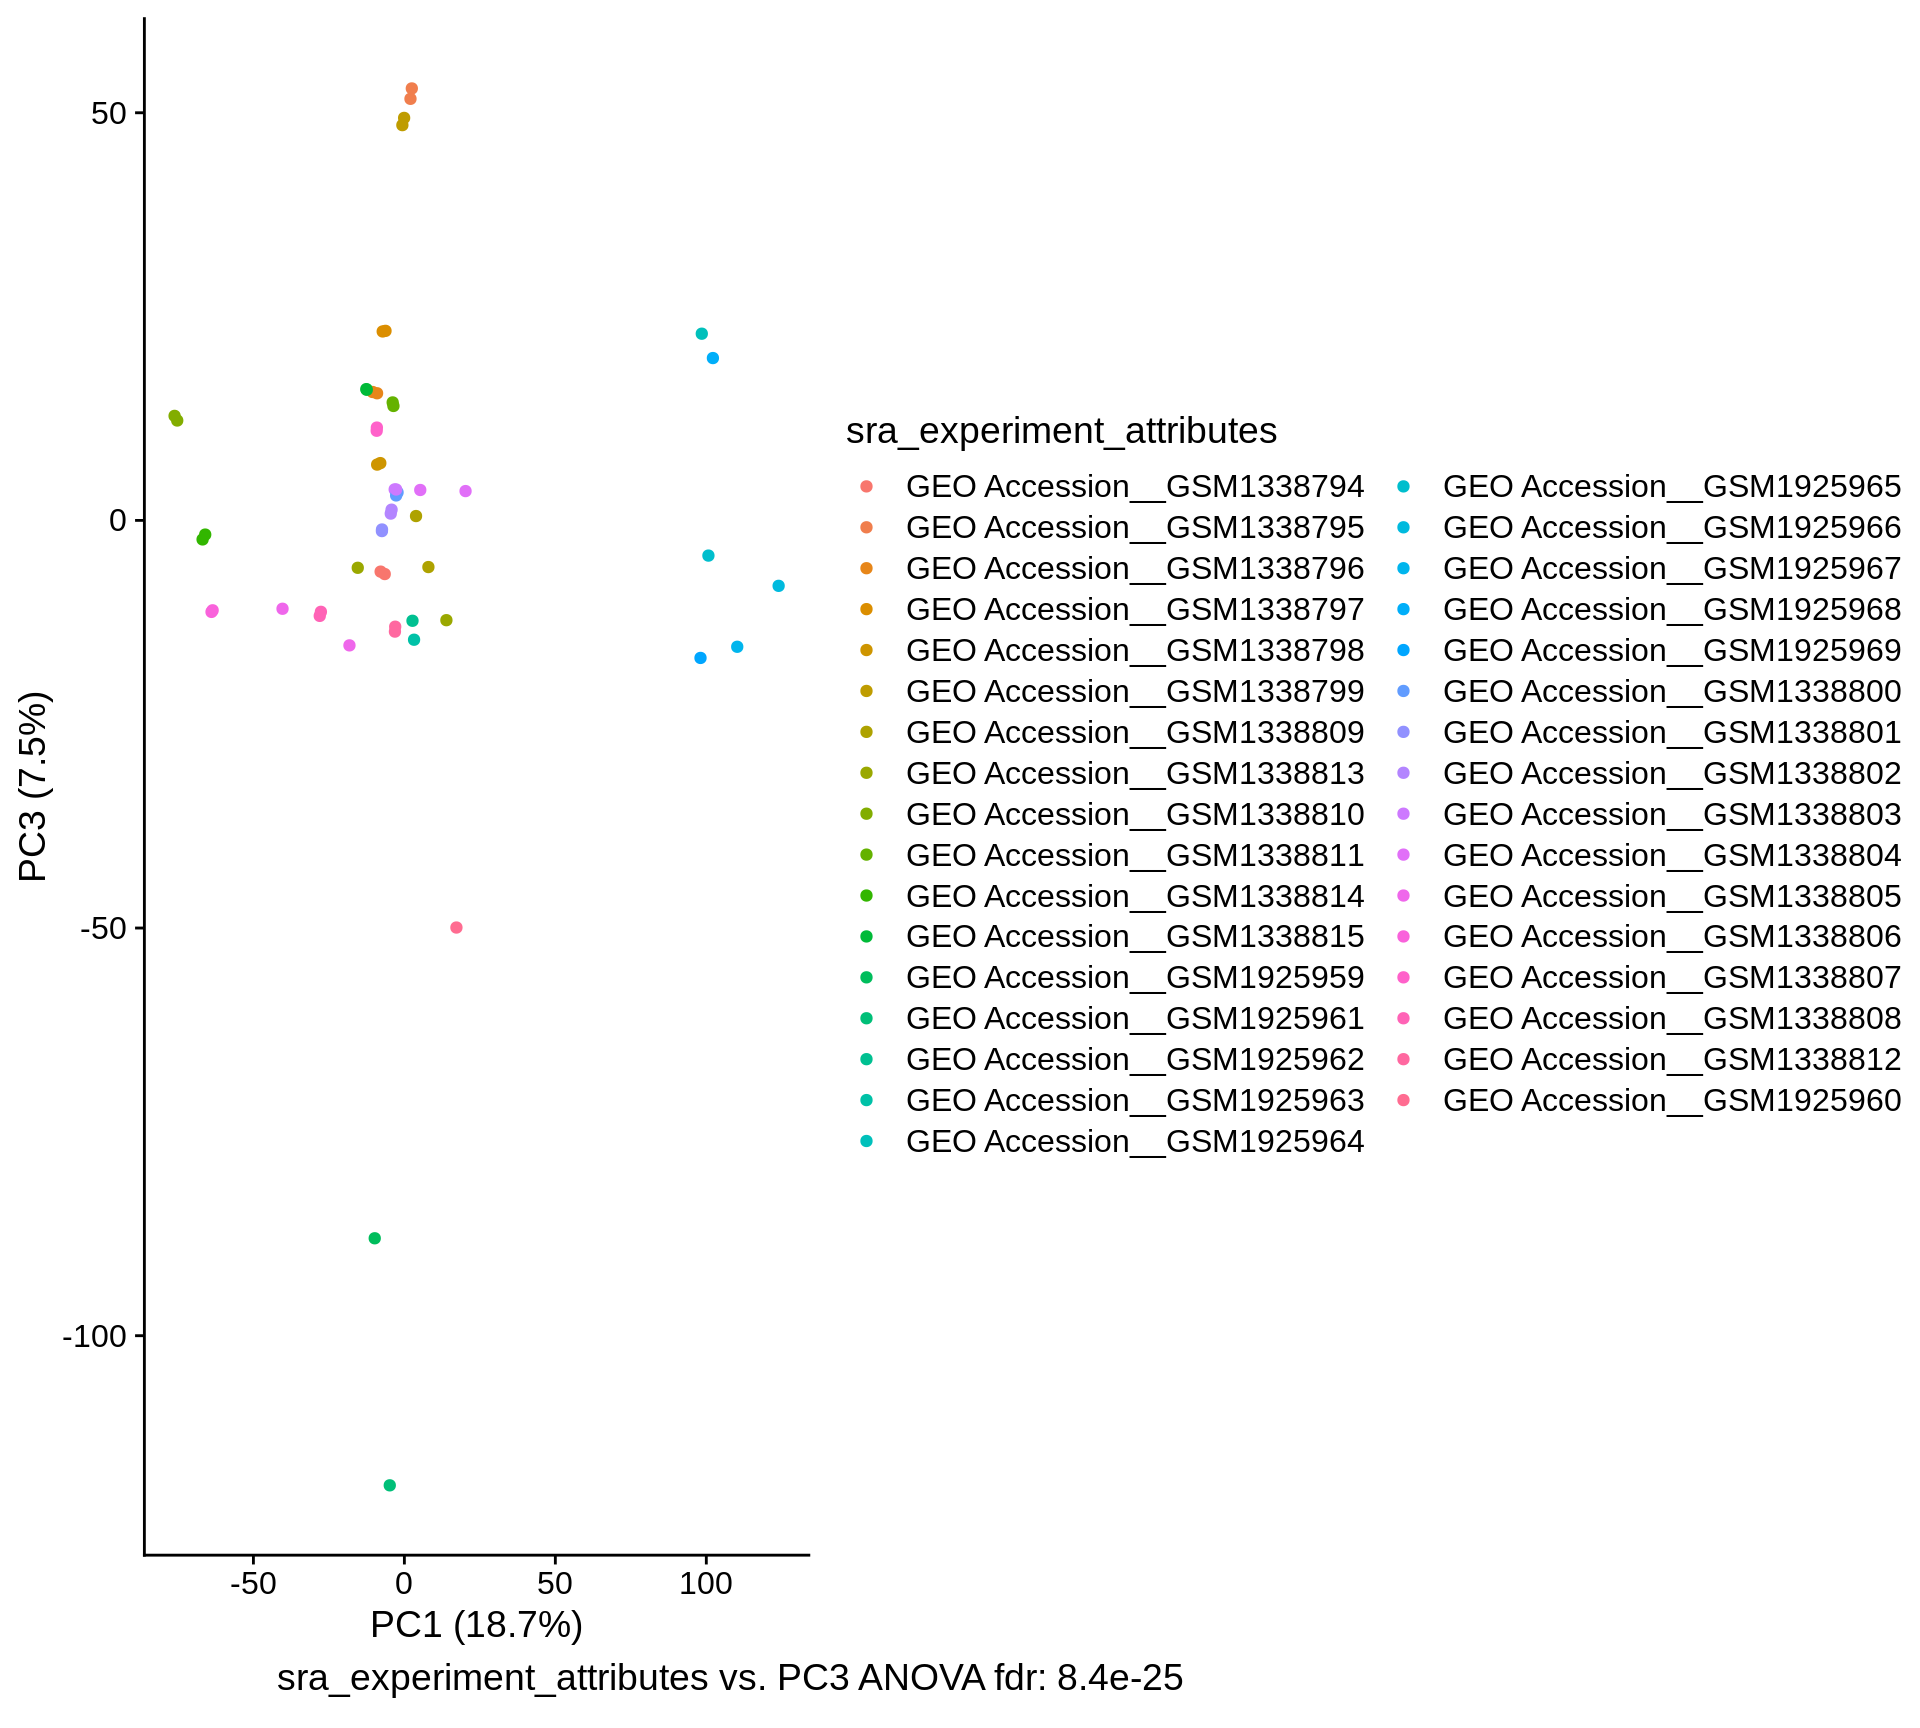 50
0
-50
-100
PC3 (7.5%)
-50 0 50 100
PC1 (18.7%)
sra_experiment_attributes vs. PC3 ANOVA fdr: 8.4e-25
sra_experiment_attributes
GEO Accession__GSM1338794
GEO Accession__GSM1338795
GEO Accession__GSM1338796
GEO Accession__GSM1338797
GEO Accession__GSM1338798
GEO Accession__GSM1338799
GEO Accession__GSM1338809
GEO Accession__GSM1338813
GEO Accession__GSM1338810
GEO Accession__GSM1338811
GEO Accession__GSM1338814
GEO Accession__GSM1338815
GEO Accession__GSM1925959
GEO Accession__GSM1925961
GEO Accession__GSM1925962
GEO Accession__GSM1925963
GEO Accession__GSM1925964
GEO Accession__GSM1925965
GEO Accession__GSM1925966
GEO Accession__GSM1925967
GEO Accession__GSM1925968
GEO Accession__GSM1925969
GEO Accession__GSM1338800
GEO Accession__GSM1338801
GEO Accession__GSM1338802
GEO Accession__GSM1338803
GEO Accession__GSM1338804
GEO Accession__GSM1338805
GEO Accession__GSM1338806
GEO Accession__GSM1338807
GEO Accession__GSM1338808
GEO Accession__GSM1338812
GEO Accession__GSM1925960